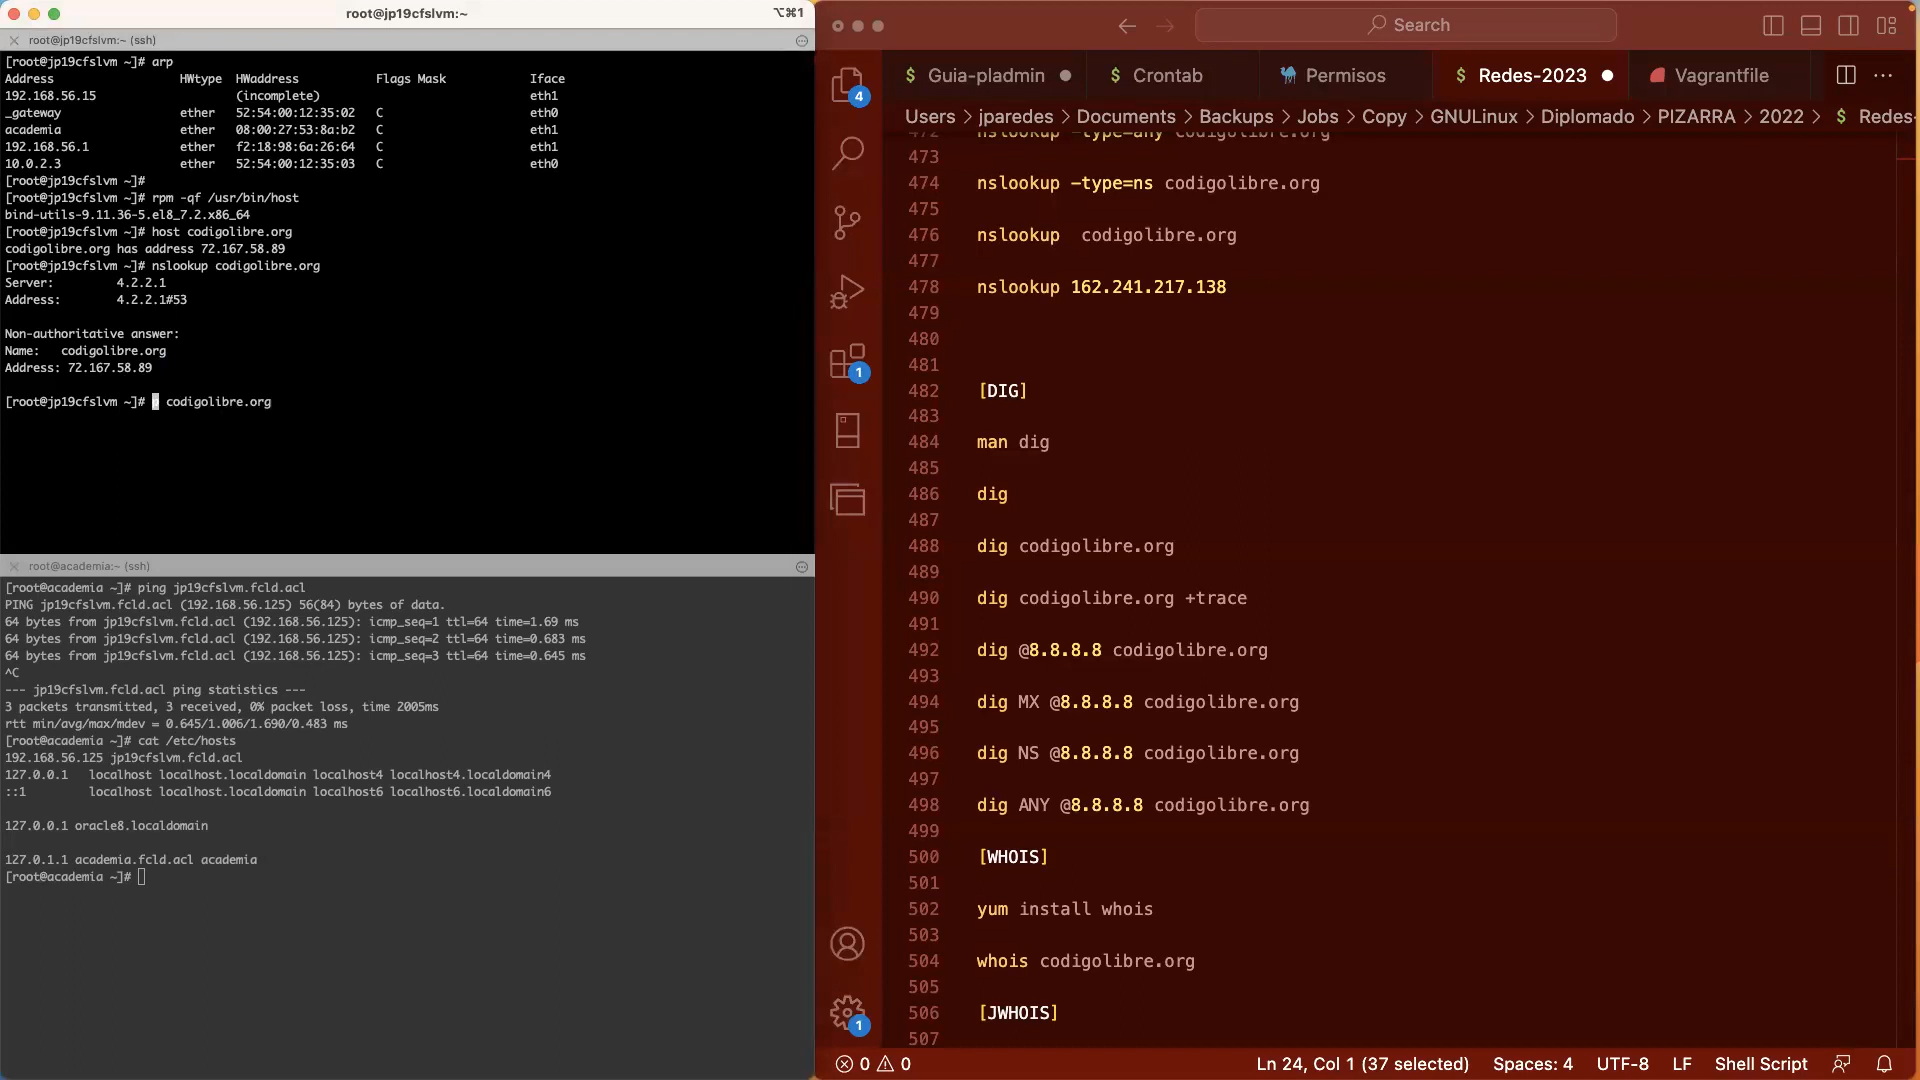 root@jp19cfslvm:~
⌥⌘1
root@jp19cfslvm:~ (ssh)
[root@jp19cfslvm ~]# arp
Address HWtype HWaddress Flags Mask Iface
192.168.56.15 (incomplete) eth1
_gateway ether 52:54:00:12:35:02 C eth0
academia ether 08:00:27:53:8a:b2 C eth1
192.168.56.1 ether f2:18:98:6a:26:64 C eth1
10.0.2.3 ether 52:54:00:12:35:03 C eth0
[root@jp19cfslvm ~]#
[root@jp19cfslvm ~]# rpm -qf /usr/bin/host
bind-utils-9.11.36-5.el8_7.2.x86_64
[root@jp19cfslvm ~]# host codigolibre.org
codigolibre.org has address 72.167.58.89
[root@jp19cfslvm ~]# nslookup codigolibre.org
Server: 4.2.2.1
Address: 4.2.2.1#53
Non-authoritative answer:
Name: codigolibre.org
Address: 72.167.58.89
[root@jp19cfslvm ~]# codigolibre.org
root@academia:~ (ssh)
[root@academia ~]# ping jp19cfslvm.fcld.acl
PING jp19cfslvm.fcld.acl (192.168.56.125) 56(84) bytes of data.
64 bytes from jp19cfslvm.fcld.acl (192.168.56.125): icmp_seq=1 ttl=64 time=1.69 ms
64 bytes from jp19cfslvm.fcld.acl (192.168.56.125): icmp_seq=2 ttl=64 time=0.683 ms
64 bytes from jp19cfslvm.fcld.acl (192.168.56.125): icmp_seq=3 ttl=64 time=0.645 ms
^C
--- jp19cfslvm.fcld.acl ping statistics ---
3 packets transmitted, 3 received, 0% packet loss, time 2005ms
rtt min/avg/max/mdev = 0.645/1.006/1.690/0.483 ms
[root@academia ~]# cat /etc/hosts
192.168.56.125 jp19cfslvm.fcld.acl
127.0.0.1 localhost localhost.localdomain localhost4 localhost4.localdomain4
::1 localhost localhost.localdomain localhost6 localhost6.localdomain6
127.0.0.1 oracle8.localdomain
127.0.1.1 academia.fcld.acl academia
[root@academia ~]#
Search
4
1
1
$ Guia-pladmin
$ Crontab
Permisos
$ Redes-2023
Vagrantfile
Users > jparedes > Documents > Backups > Jobs > Copy > GNULinux > Diplomado > PIZARRA > 2022 > $ Redes-
472 nslookup -type=any codigolibre.org
473
474 nslookup -type=ns codigolibre.org
475
476 nslookup codigolibre.org
477
478 nslookup 162.241.217.138
479
480
481
482 [DIG]
483
484 man dig
485
486 dig
487
488 dig codigolibre.org
489
490 dig codigolibre.org +trace
491
492 dig @8.8.8.8 codigolibre.org
493
494 dig MX @8.8.8.8 codigolibre.org
495
496 dig NS @8.8.8.8 codigolibre.org
497
498 dig ANY @8.8.8.8 codigolibre.org
499
500 [WHOIS]
501
502 yum install whois
503
504 whois codigolibre.org
505
506 [JWHOIS]
507
0 0
Ln 24, Col 1 (37 selected)
Spaces: 4
UTF-8
LF
Shell Script